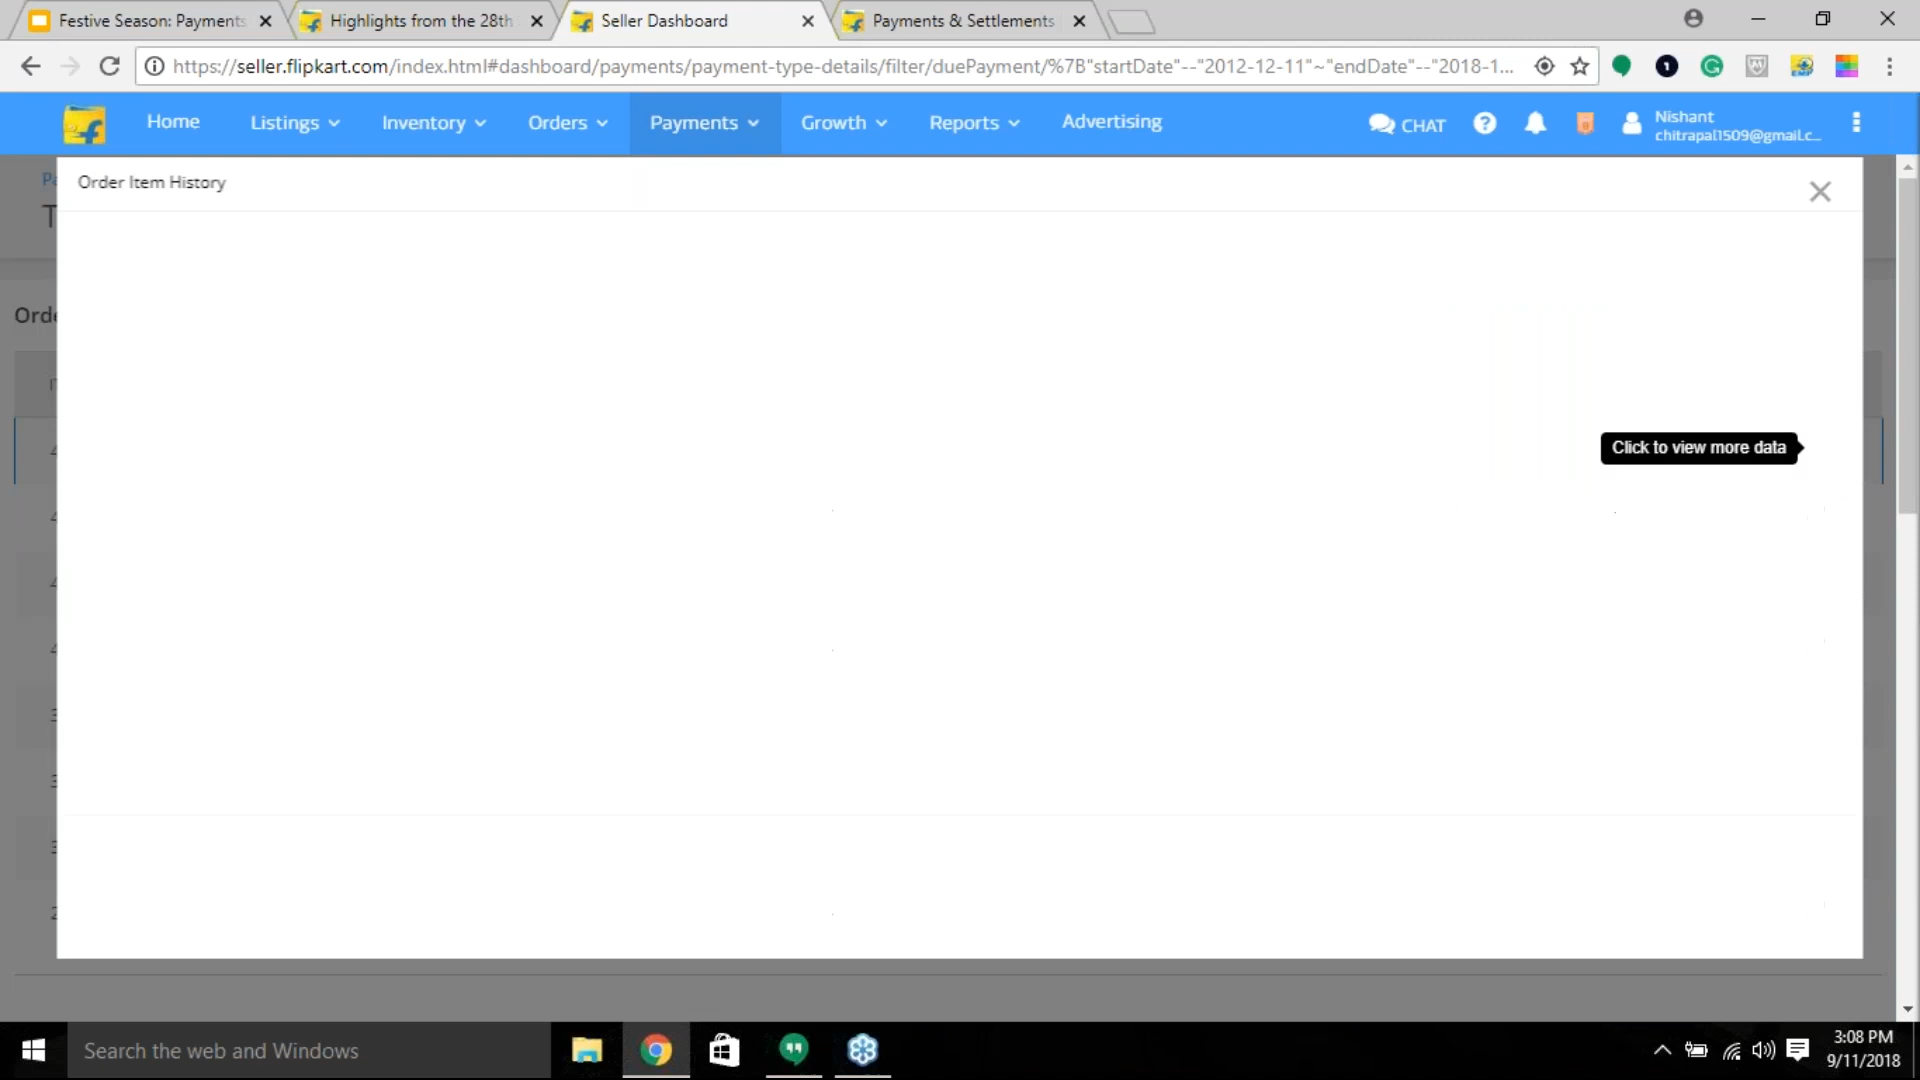 Festive Season: Payments
Highlights from the 28th
Seller Dashboard
Payments & Settlements
https://seller.flipkart.com/index.html#dashboard/payments/payment-type-details/filter/duePayment/%7B"startDate"--"2012-12-11"~"endDate"--"2018-1...
Home
Listings
Inventory
Orders
Payments
Growth
Reports
Advertising
CHAT
Nishant
chitrapal1509@gmail.c...
Order Item History
Click to view more data
Search the web and Windows
3:08 PM
9/11/2018